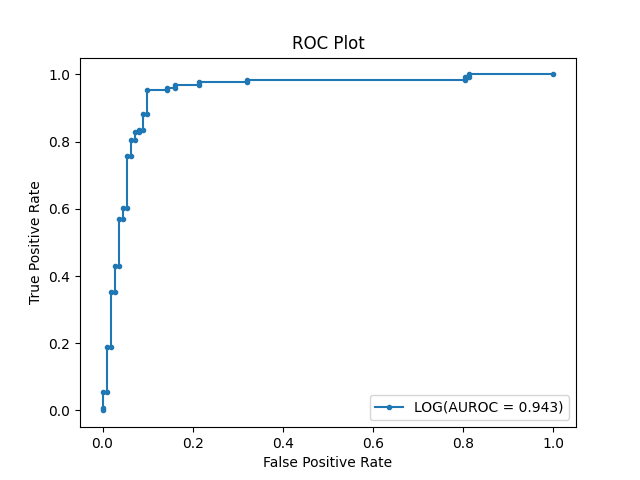 ROC Plot
1.0
0.8
0.6
0.4
0.2
0.0
True Positive Rate
LOG(AUROC = 0.943)
0.0 0.2 0.4 0.6 0.8 1.0
False Positive Rate